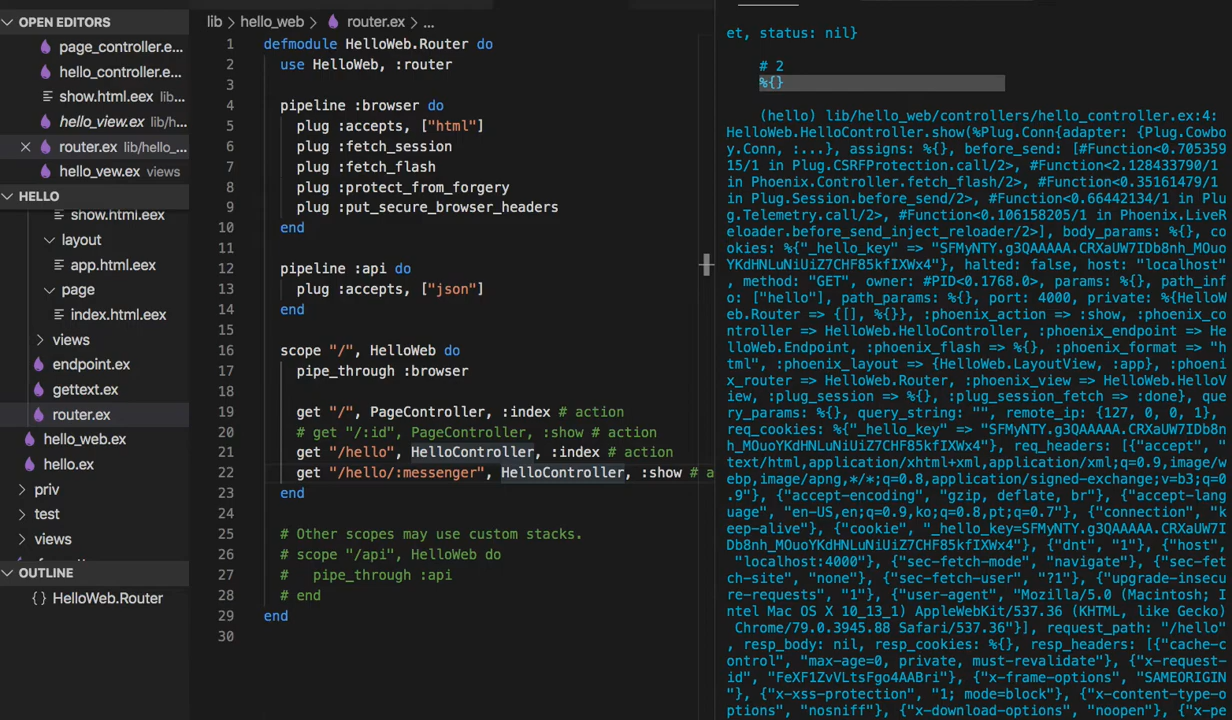 OPEN EDITORS
page_controller.e...
hello_controller.e...
show.html.eex lib...
hello_view.ex lib/h...
router.ex lib/hello_...
hello_vew.ex views
HELLO
show.html.eex
layout
app.html.eex
page
index.html.eex
views
endpoint.ex
gettext.ex
router.ex
hello_web.ex
hello.ex
priv
test
views
OUTLINE
{} HelloWeb.Router
lib > hello_web > router.ex > ...
1 defmodule HelloWeb.Router do
2 use HelloWeb, :router
3
4 pipeline :browser do
5 plug :accepts, ["html"]
6 plug :fetch_session
7 plug :fetch_flash
8 plug :protect_from_forgery
9 plug :put_secure_browser_headers
10 end
11
12 pipeline :api do
13 plug :accepts, ["json"]
14 end
15
16 scope "/", HelloWeb do
17 pipe_through :browser
18
19 get "/", PageController, :index # action
20 # get "/:id", PageController, :show # action
21 get "/hello", HelloController, :index # action
22 get "/hello/:messenger", HelloController, :show # a
23 end
24
25 # Other scopes may use custom stacks.
26 # scope "/api", HelloWeb do
27 #   pipe_through :api
28 # end
29 end
30
et, status: nil}
# 2
%{}
(hello) lib/hello_web/controllers/hello_controller.ex:4:
HelloWeb.HelloController.show(%Plug.Conn{adapter: {Plug.Cowbo
y.Conn, :...}, assigns: %{}, before_send: [#Function<0.705359
15/1 in Plug.CSRFProtection.call/2>, #Function<2.128433790/1
in Phoenix.Controller.fetch_flash/2>, #Function<0.35161479/1
in Plug.Session.before_send/2>, #Function<0.66442134/1 in Plu
g.Telemetry.call/2>, #Function<0.106158205/1 in Phoenix.LiveR
eloader.before_send_inject_reloader/2>], body_params: %{}, co
okies: %{"_hello_key" => "SFMyNTY.g3QAAAAA.CRXaUW7IDb8nh_MOuo
YKdHNLuNiUiZ7CHF85kfIXWx4"}, halted: false, host: "localhost"
, method: "GET", owner: #PID<0.1768.0>, params: %{}, path_inf
o: ["hello"], path_params: %{}, port: 4000, private: %{HelloW
eb.Router => {[], %{}}, :phoenix_action => :show, :phoenix_co
ntroller => HelloWeb.HelloController, :phoenix_endpoint => He
lloWeb.Endpoint, :phoenix_flash => %{}, :phoenix_format => "h
tml", :phoenix_layout => {HelloWeb.LayoutView, :app}, :phoeni
x_router => HelloWeb.Router, :phoenix_view => HelloWeb.HelloV
iew, :plug_session => %{}, :plug_session_fetch => :done}, que
ry_params: %{}, query_string: "", remote_ip: {127, 0, 0, 1},
req_cookies: %{"_hello_key" => "SFMyNTY.g3QAAAAA.CRXaUW7IDb8n
h_MOuoYKdHNLuNiUiZ7CHF85kfIXWx4"}, req_headers: [{"accept", "
text/html,application/xhtml+xml,application/xml;q=0.9,image/w
ebp,image/apng,*/*;q=0.8,application/signed-exchange;v=b3;q=0
.9"}, {"accept-encoding", "gzip, deflate, br"}, {"accept-lang
uage", "en-US,en;q=0.9,ko;q=0.8,pt;q=0.7"}, {"connection", "k
eep-alive"}, {"cookie", "_hello_key=SFMyNTY.g3QAAAAA.CRXaUW7I
Db8nh_MOuoYKdHNLuNiUiZ7CHF85kfIXWx4"}, {"dnt", "1"}, {"host",
"localhost:4000"}, {"sec-fetch-mode", "navigate"}, {"sec-fet
ch-site", "none"}, {"sec-fetch-user", "?1"}, {"upgrade-insecu
re-requests", "1"}, {"user-agent", "Mozilla/5.0 (Macintosh; I
ntel Mac OS X 10_13_1) AppleWebKit/537.36 (KHTML, like Gecko)
Chrome/79.0.3945.88 Safari/537.36"}], request_path: "/hello"
, resp_body: nil, resp_cookies: %{}, resp_headers: [{"cache-c
ontrol", "max-age=0, private, must-revalidate"}, {"x-request-
id", "FeXF1ZvVLtsFgo4AABri"}, {"x-frame-options", "SAMEORIGIN
"}, {"x-xss-protection", "1; mode=block"}, {"x-content-type-o
ptions", "nosniff"}, {"x-download-options", "noopen"}, {"x-pe